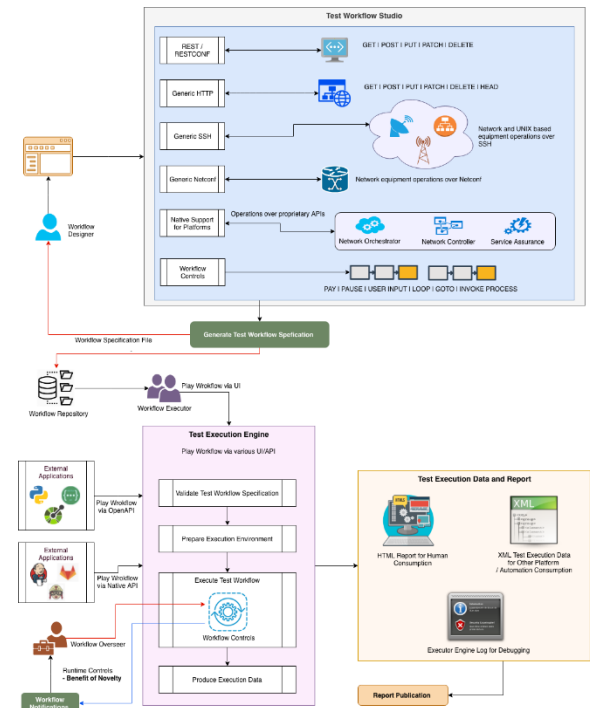 Test Workflow Studio
REST /
RESTCONF
GET | POST | PUT | PATCH | DELETE
Generic HTTP
GET | POST | PUT | PATCH | DELETE | HEAD
Generic SSH
Network and UNIX based
equipment operations over
SSH
Generic Netconf
Network equipment operations over Netconf
Native Support
for Platforms
Operations over proprietary APIs
Network Orchestrator
Network Controller
Service Assurance
Workflow
Controls
PAY | PAUSE | USER INPUT | LOOP | GOTO | INVOKE PROCESS
Workflow
Designer
Workflow Specification File
Generate Test Workflow Spefication
Workflow Repository
Workflow Executor
Play Wrokflow via UI
Test Execution Engine
Play Workflow via various UI/API
External
Applications
Play Wrokflow
via OpenAPI
Validate Test Workflow Specification
Prepare Execution Environment
External
Applications
Play Wrokflow
via Native API
Execute Test Workflow
Workflow Controls
Workflow Overseer
Runtime Controls
- Benefit of Novelty
Produce Execution Data
Workflow
Notifications
Test Execution Data and Report
HTML Report for Human
Consumption
XML
XML Test Execution Data
for Other Platform
/ Automation Consumption
Executor Engine Log for Debugging
Report Publication